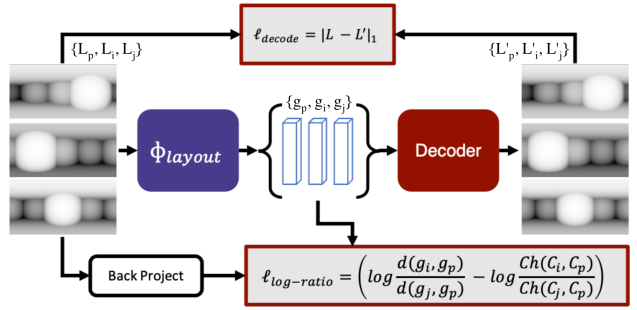 {L_p, L_i, L_j}
ℓ_decode = |L − L'|_1
{L'_p, L'_i, L'_j}
{g_p, g_i, g_j}
Φ_layout
Decoder
Back Project
ℓ_log−ratio = (log d(g_i, g_p) / d(g_j, g_p) − log Ch(C_i, C_p) / Ch(C_j, C_p))